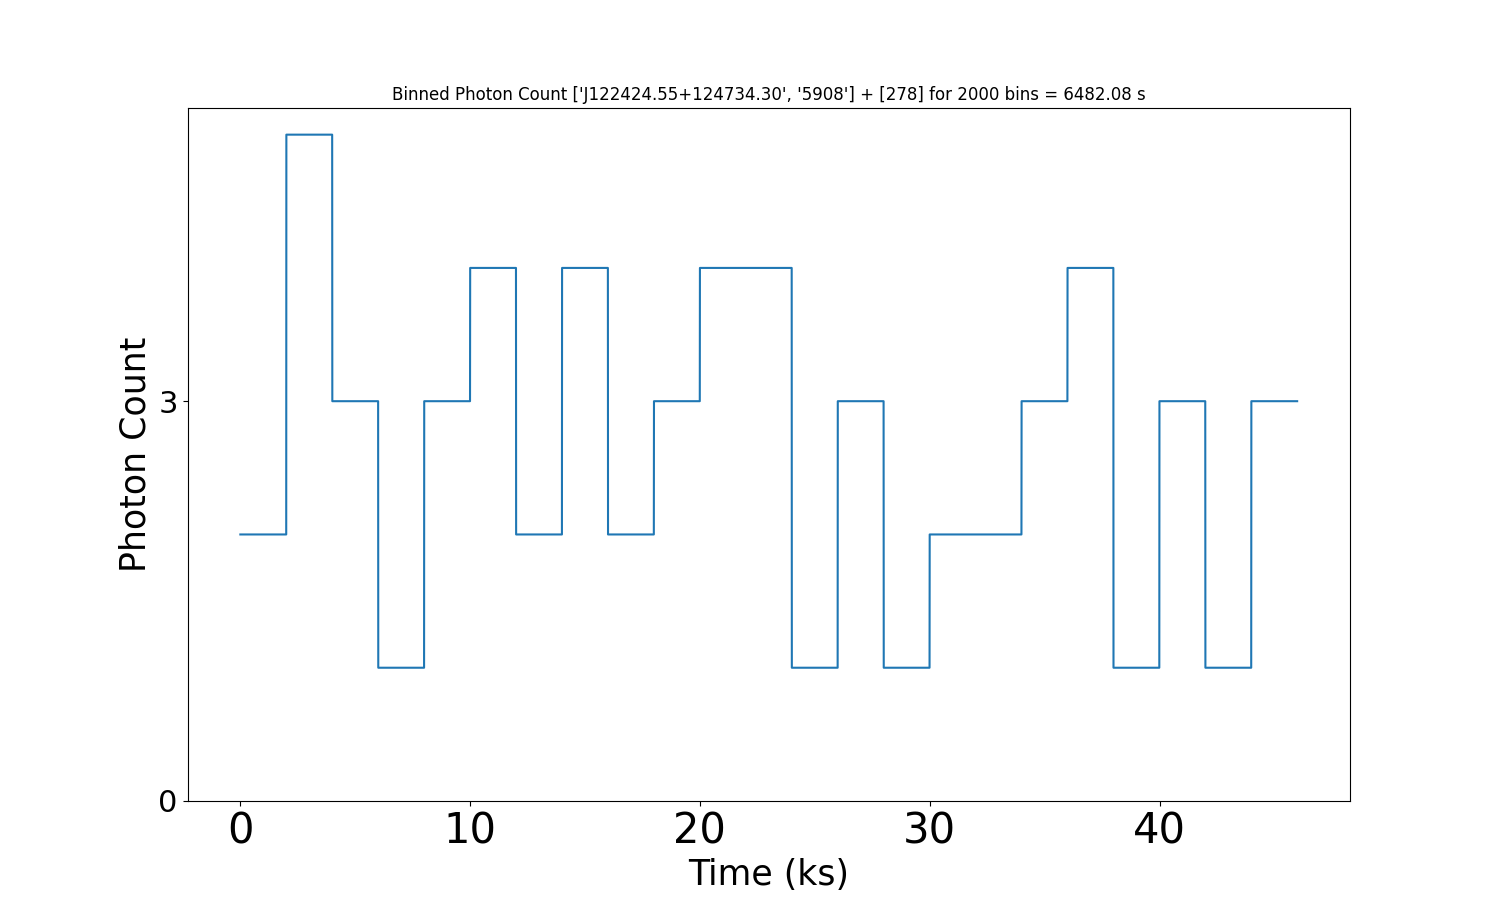 Binned Photon Count ['J122424.55+124734.30', '5908'] + [278] for 2000 bins = 6482.08 s
Photon Count
3
0
0 10 20 30 40
Time (ks)